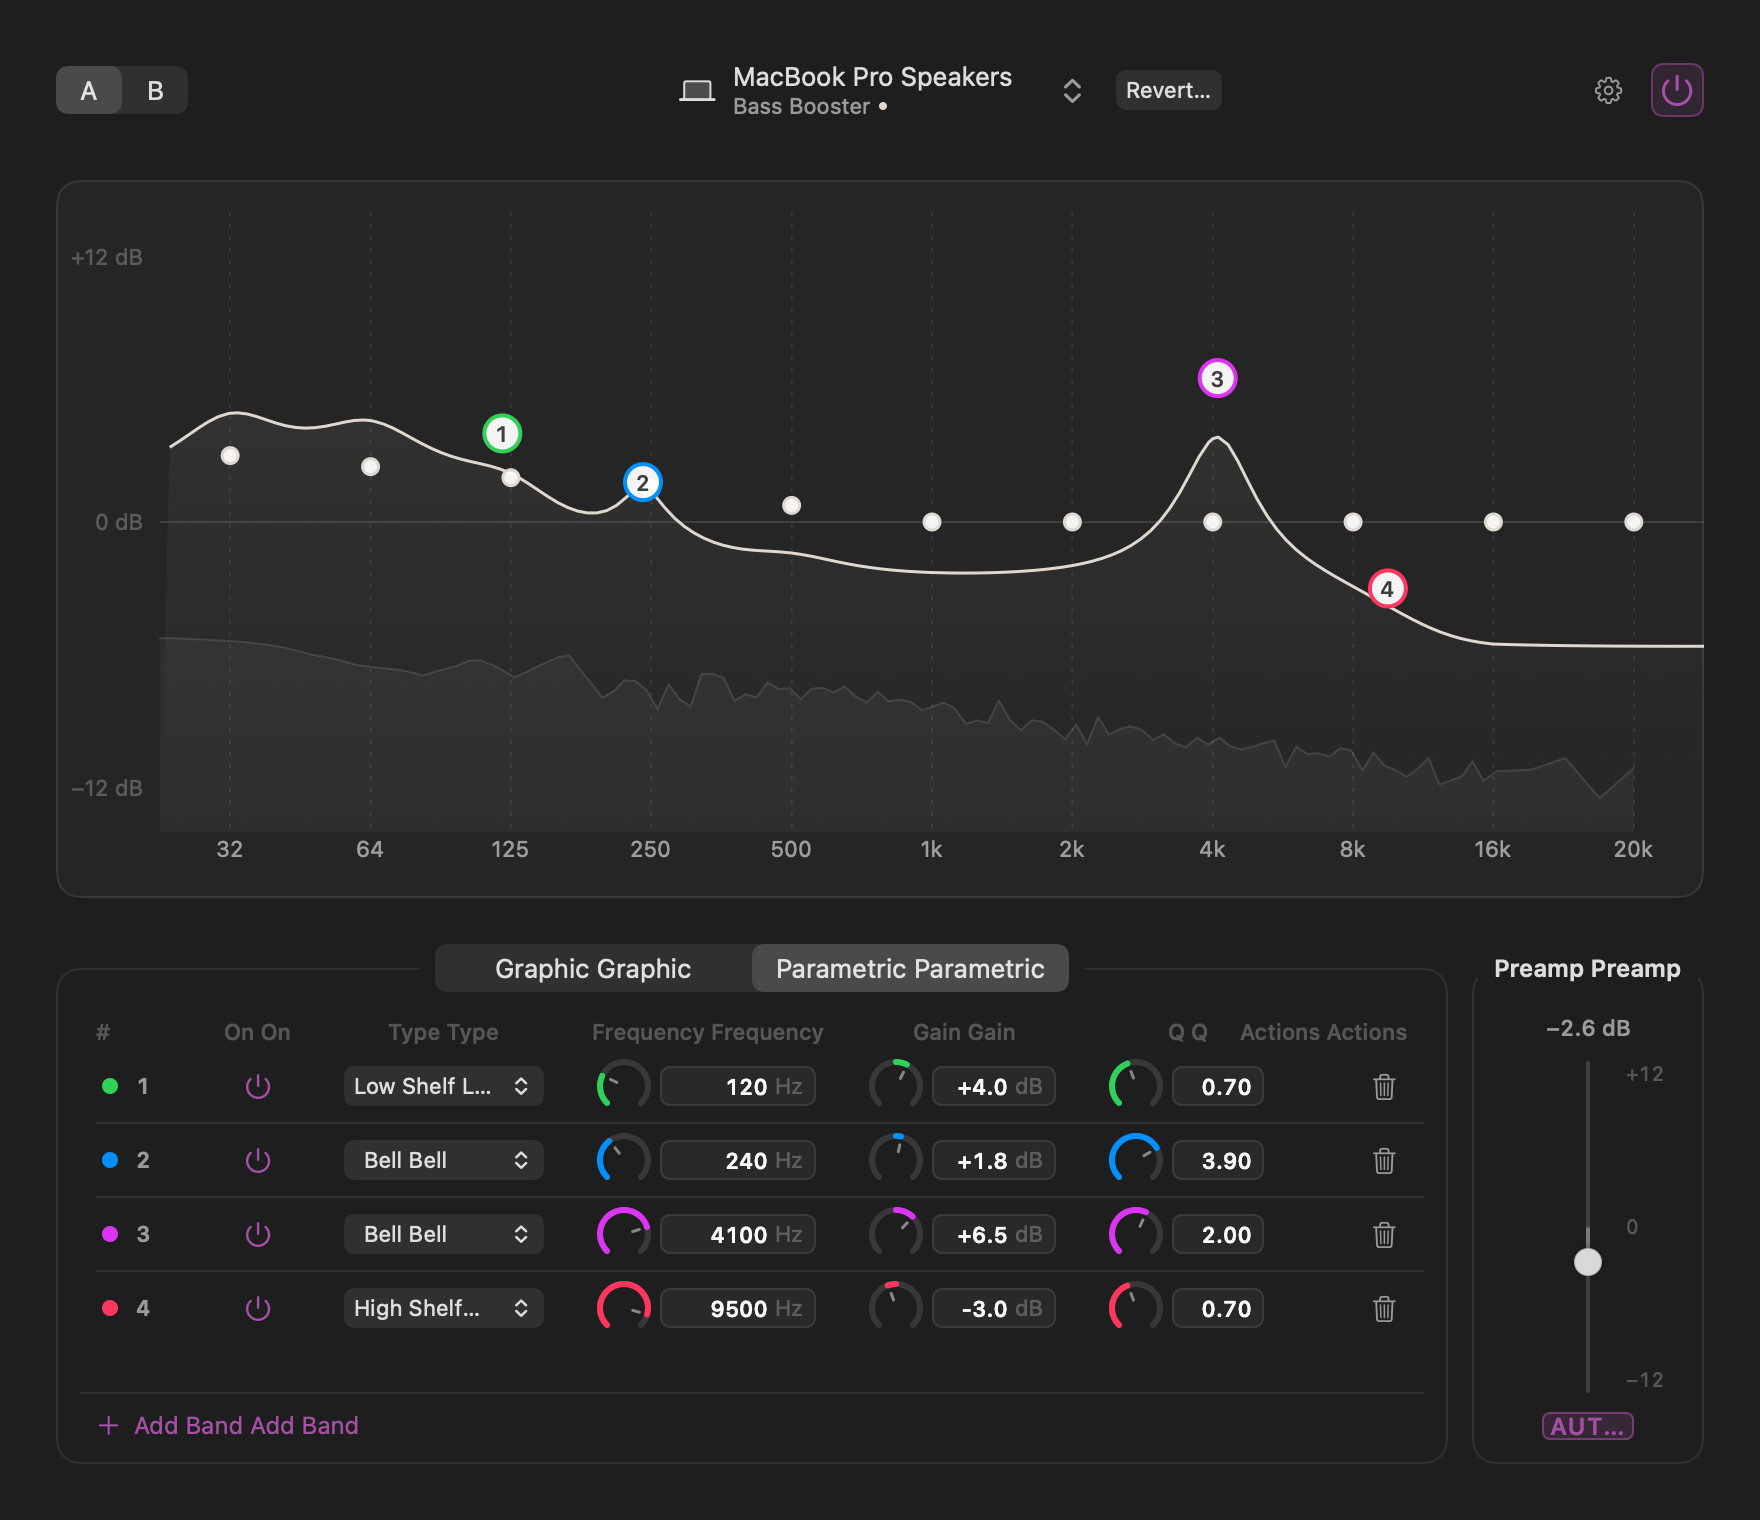 A B
MacBook Pro Speakers
Bass Booster •
Revert...
+12 dB
0 dB
−12 dB
1
2
3
4
32 64 125 250 500 1k 2k 4k 8k 16k 20k
Graphic Graphic Parametric Parametric
# On On Type Type Frequency Frequency Gain Gain Q Q Actions Actions
1 Low Shelf L... 120 Hz +4.0 dB 0.70
2 Bell Bell 240 Hz +1.8 dB 3.90
3 Bell Bell 4100 Hz +6.5 dB 2.00
4 High Shelf... 9500 Hz -3.0 dB 0.70
+ Add Band Add Band
Preamp Preamp
−2.6 dB
+12
0
−12
AUT...